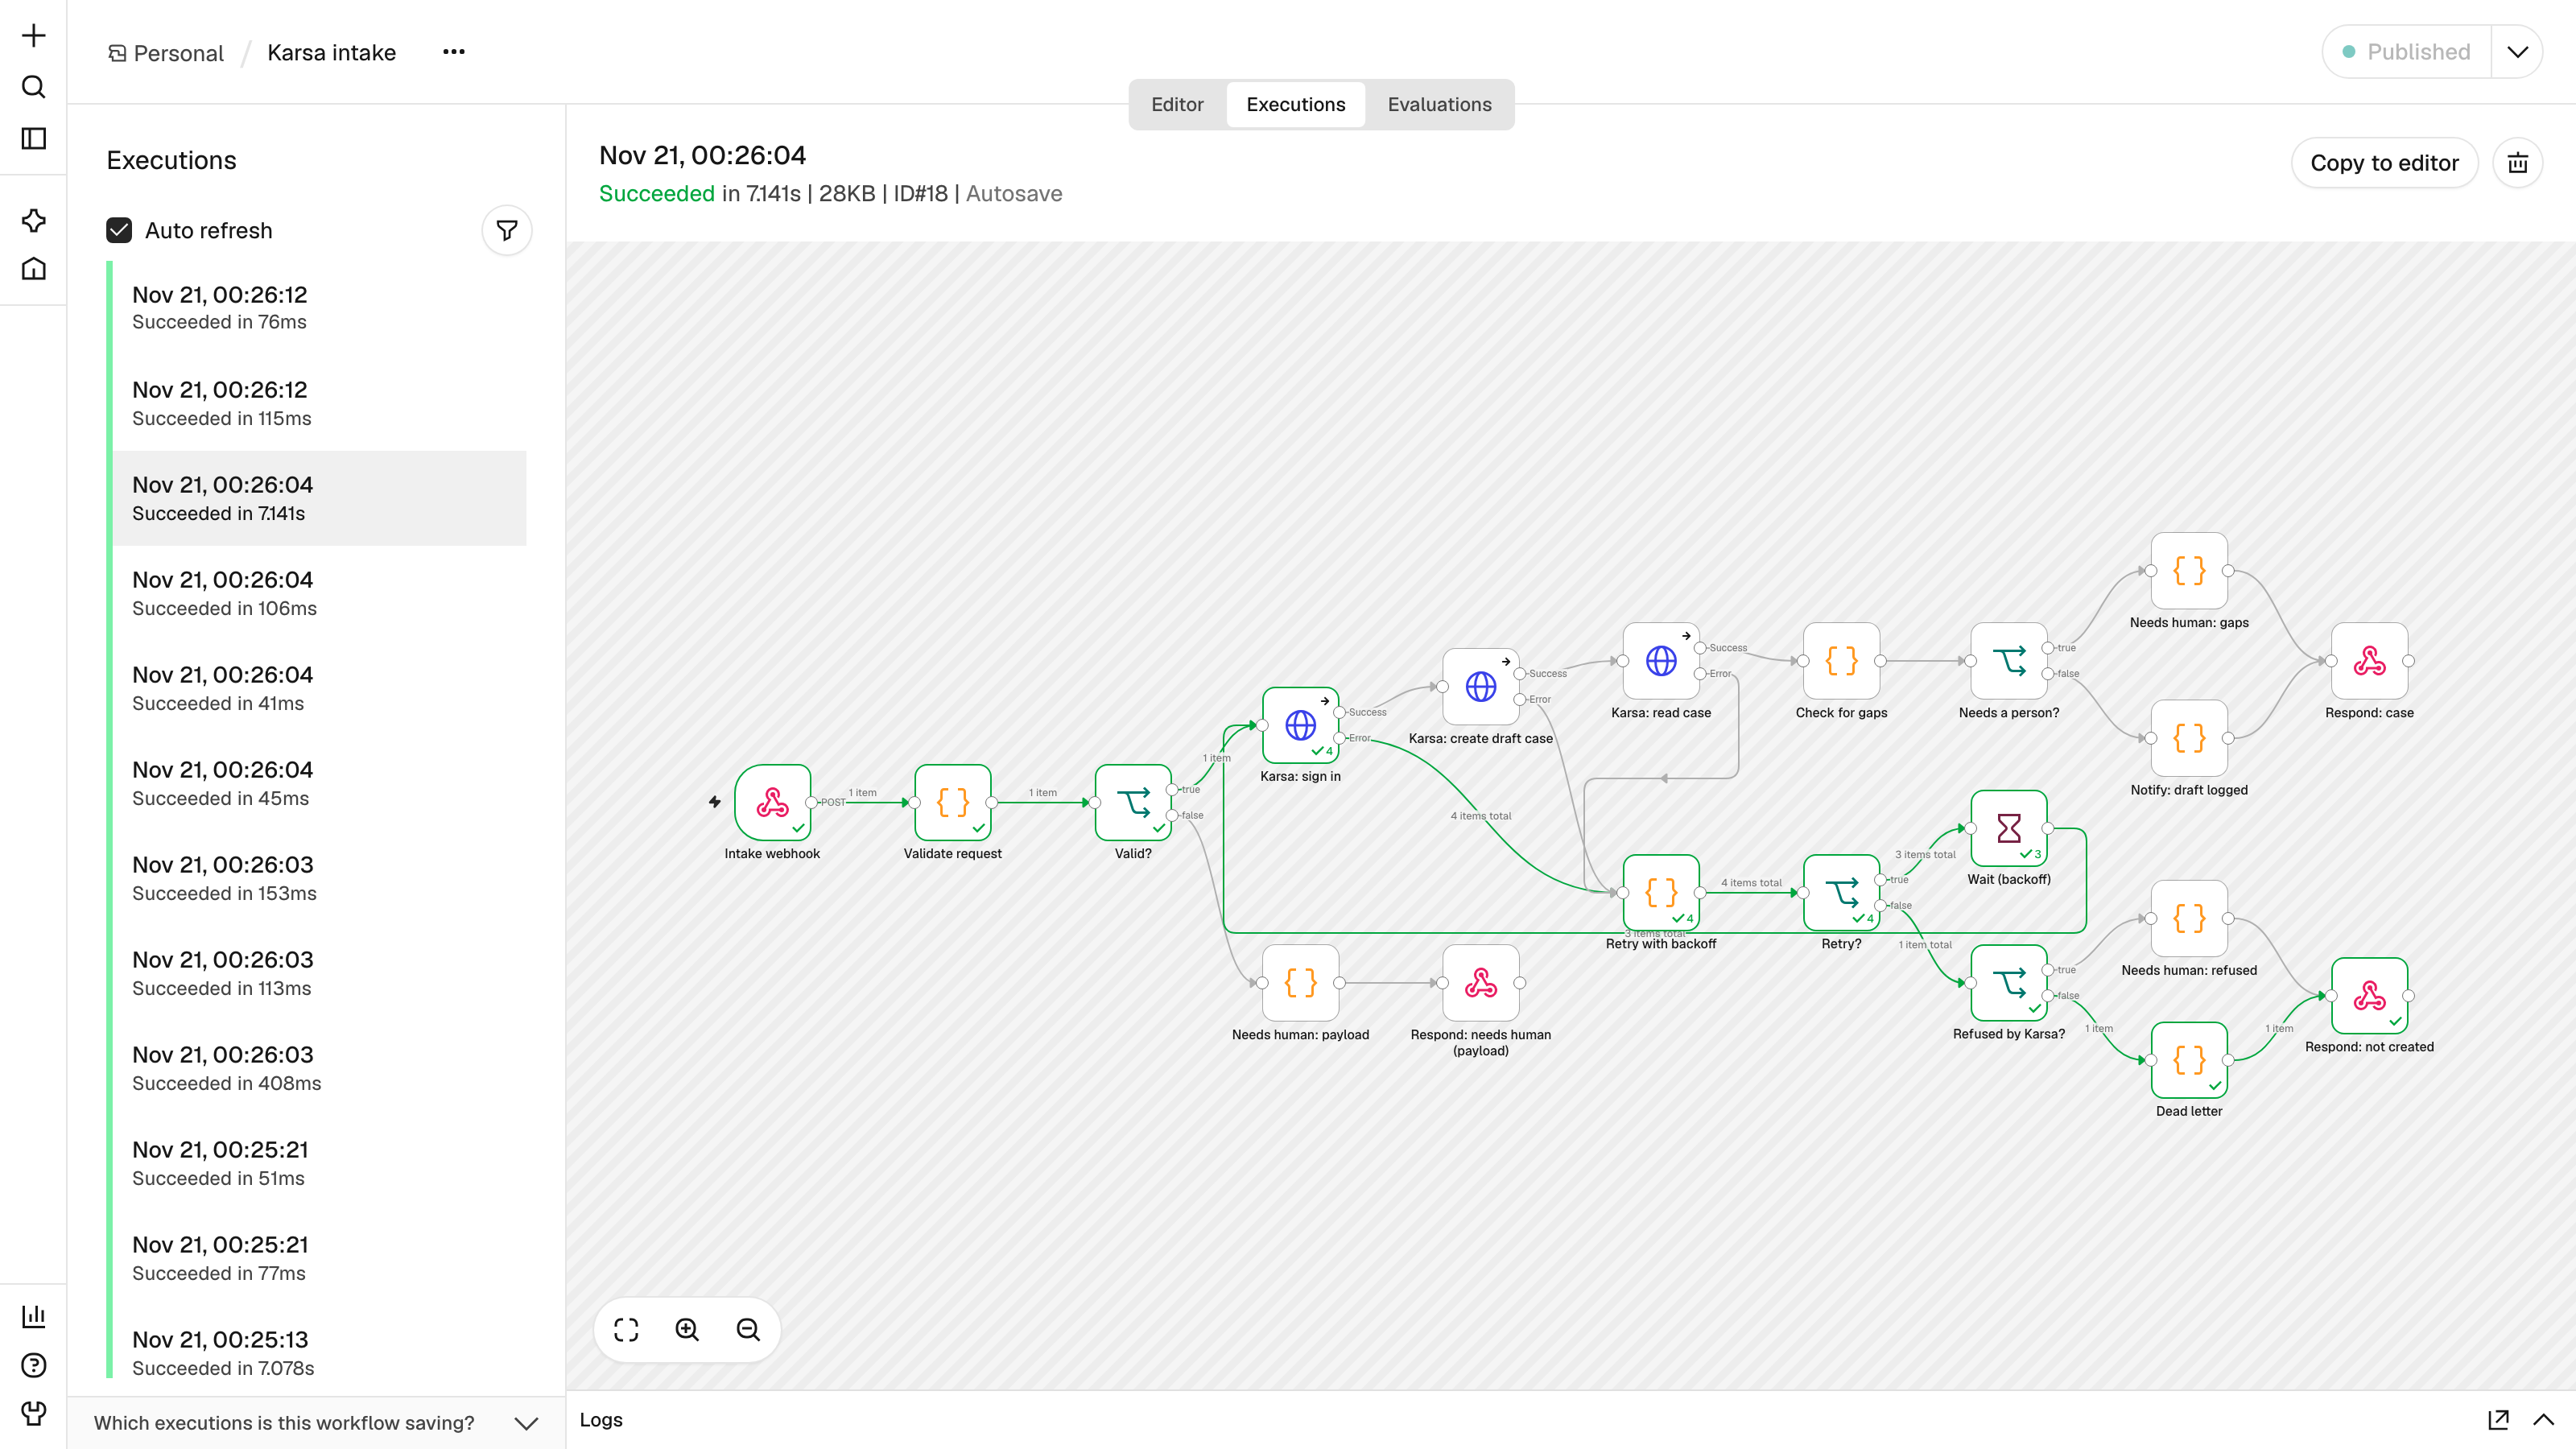 Personal / Karsa intake
Published
Editor
Executions
Evaluations
Executions
Auto refresh
Nov 21, 00:26:12
Succeeded in 76ms
Nov 21, 00:26:12
Succeeded in 115ms
Nov 21, 00:26:04
Succeeded in 7.141s
Nov 21, 00:26:04
Succeeded in 106ms
Nov 21, 00:26:04
Succeeded in 41ms
Nov 21, 00:26:04
Succeeded in 45ms
Nov 21, 00:26:03
Succeeded in 153ms
Nov 21, 00:26:03
Succeeded in 113ms
Nov 21, 00:26:03
Succeeded in 408ms
Nov 21, 00:25:21
Succeeded in 51ms
Nov 21, 00:25:21
Succeeded in 77ms
Nov 21, 00:25:13
Succeeded in 7.078s
Which executions is this workflow saving?
Nov 21, 00:26:04
Succeeded in 7.141s | 28KB | ID#18 | Autosave
Copy to editor
POST
1 item
Intake webhook
1 item
Validate request
true
false
Valid?
1 item
Success
Error
4
Karsa: sign in
Success
Error
Karsa: create draft case
Success
Error
Karsa: read case
Check for gaps
true
false
Needs a person?
Needs human: gaps
Notify: draft logged
Respond: case
4 items total
4
3 items total
Retry with backoff
4 items total
true
false
4
Retry?
3 items total
3
Wait (backoff)
1 item total
true
false
Refused by Karsa?
Needs human: refused
1 item
Dead letter
1 item
Respond: not created
Needs human: payload
Respond: needs human
(payload)
Logs